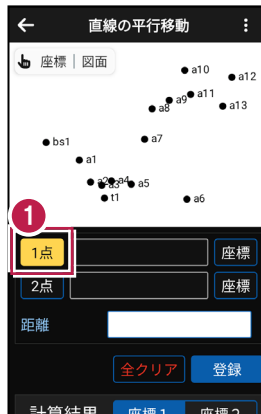 直線の平行移動
座標 | 図面
a10
a12
a9 a11
a8
a13
bs1
a7
a1
a2 a4
a3 a5
t1
a6
1
1点 座標
2点 座標
距離
全クリア 登録
計算結果 座標1 座標2